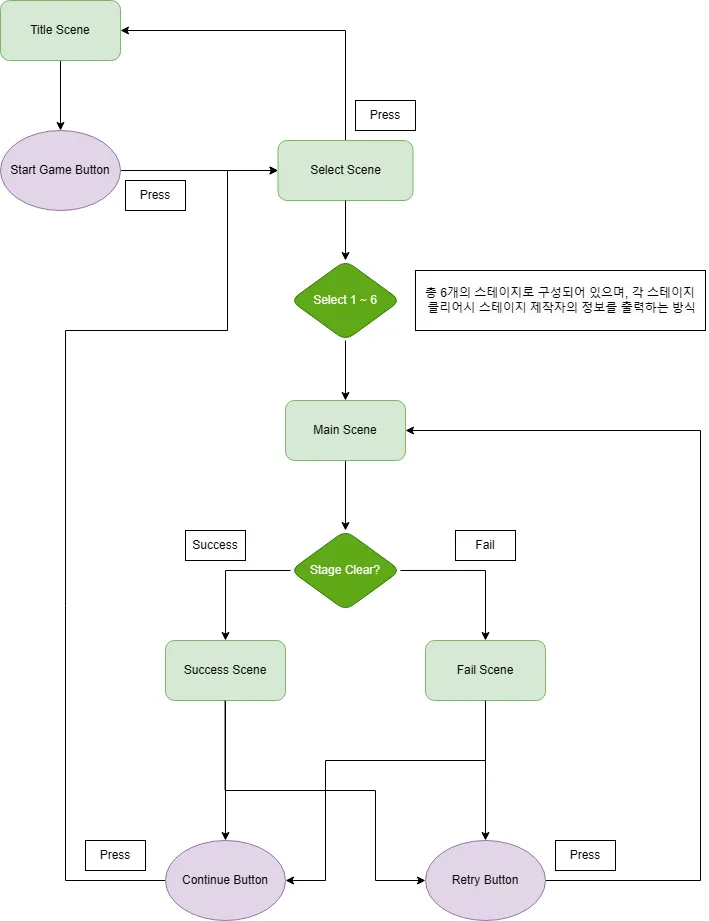 Title Scene
Press
Start Game Button
Select Scene
Press
Select 1 ~ 6
총 6개의 스테이지로 구성되어 있으며, 각 스테이지
클리어시 스테이지 제작자의 정보를 출력하는 방식
Main Scene
Success
Fail
Stage Clear?
Success Scene
Fail Scene
Press
Continue Button
Retry Button
Press